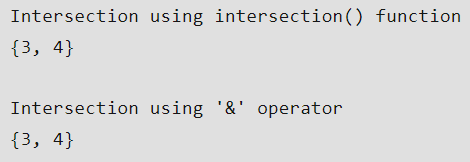 Intersection using intersection() function
{3, 4}
Intersection using '&' operator
{3, 4}